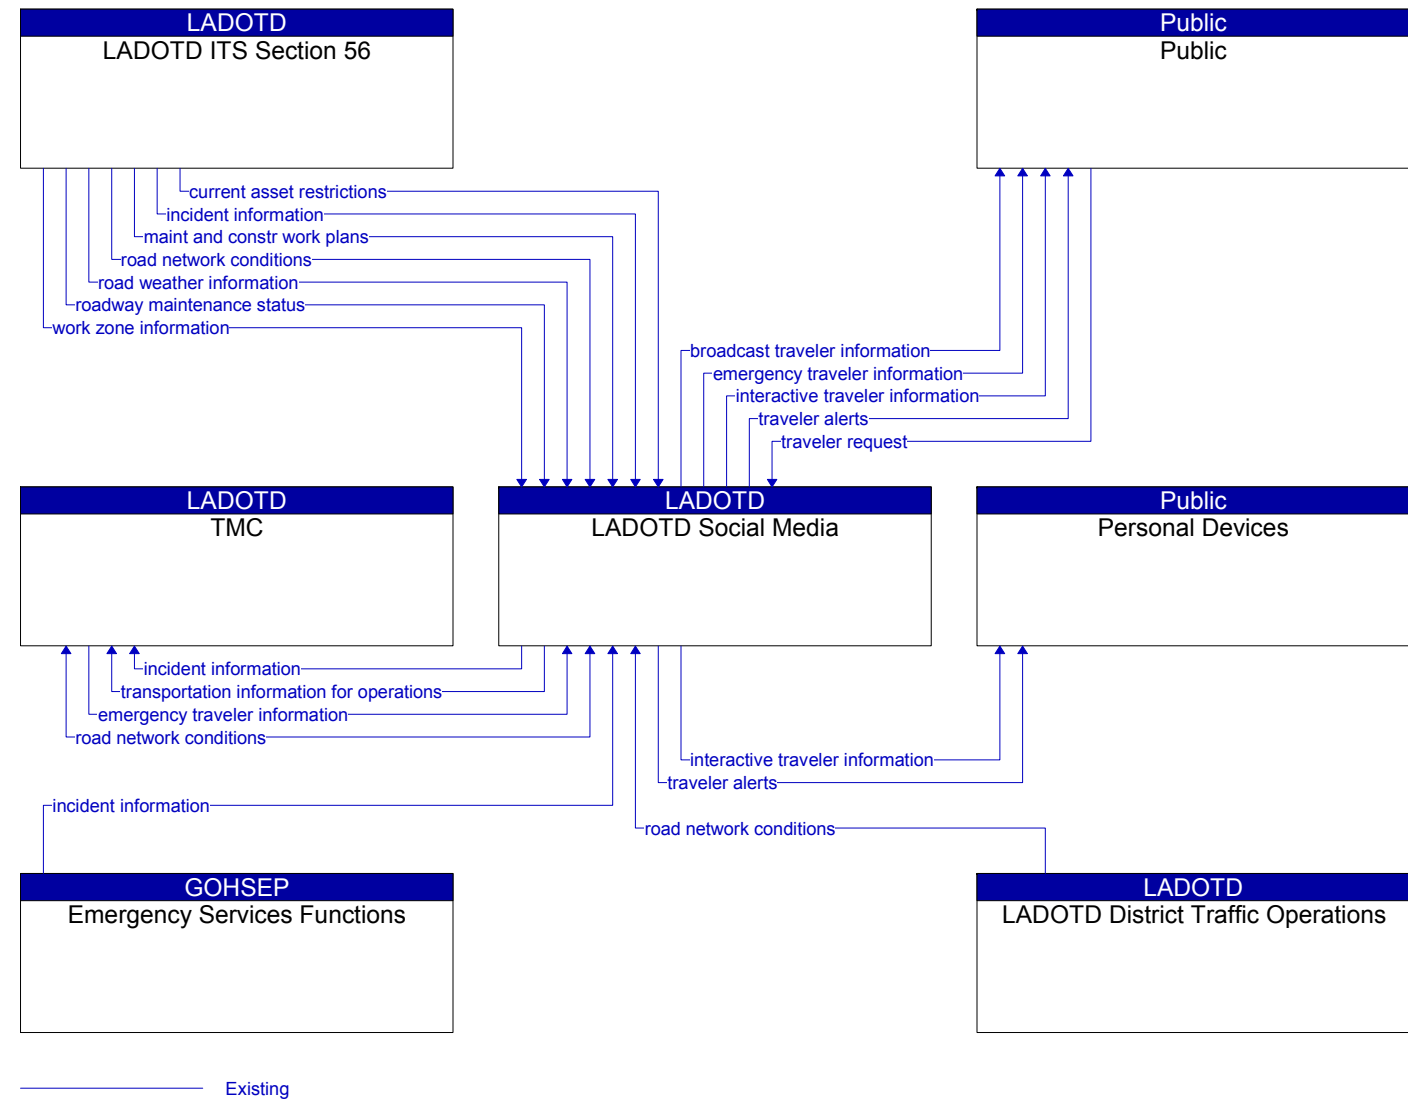 LADOTD
LADOTD ITS Section 56
Public
Public
current asset restrictions
incident information
maint and constr work plans
road network conditions
road weather information
roadway maintenance status
work zone information
broadcast traveler information
emergency traveler information
interactive traveler information
traveler alerts
traveler request
LADOTD
TMC
LADOTD
LADOTD Social Media
Public
Personal Devices
incident information
transportation information for operations
emergency traveler information
road network conditions
interactive traveler information
traveler alerts
incident information
road network conditions
GOHSEP
Emergency Services Functions
LADOTD
LADOTD District Traffic Operations
Existing